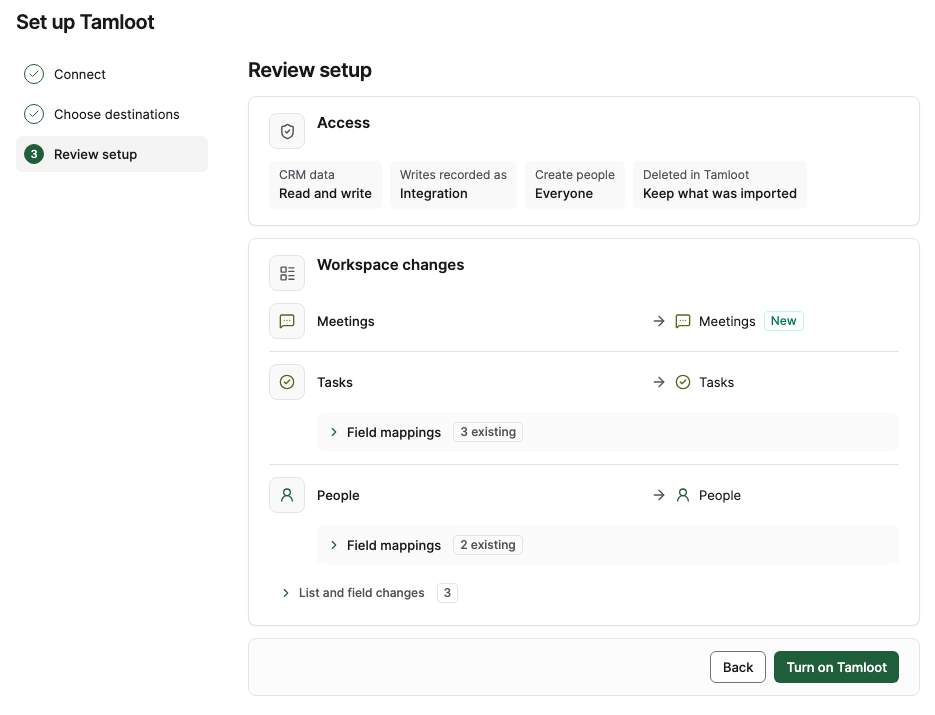 Set up Tamloot
Connect
Choose destinations
3 Review setup
Review setup
Access
CRM data
Read and write
Writes recorded as
Integration
Create people
Everyone
Deleted in Tamloot
Keep what was imported
Workspace changes
Meetings
Meetings New
Tasks
Tasks
Field mappings 3 existing
People
People
Field mappings 2 existing
List and field changes 3
Back
Turn on Tamloot